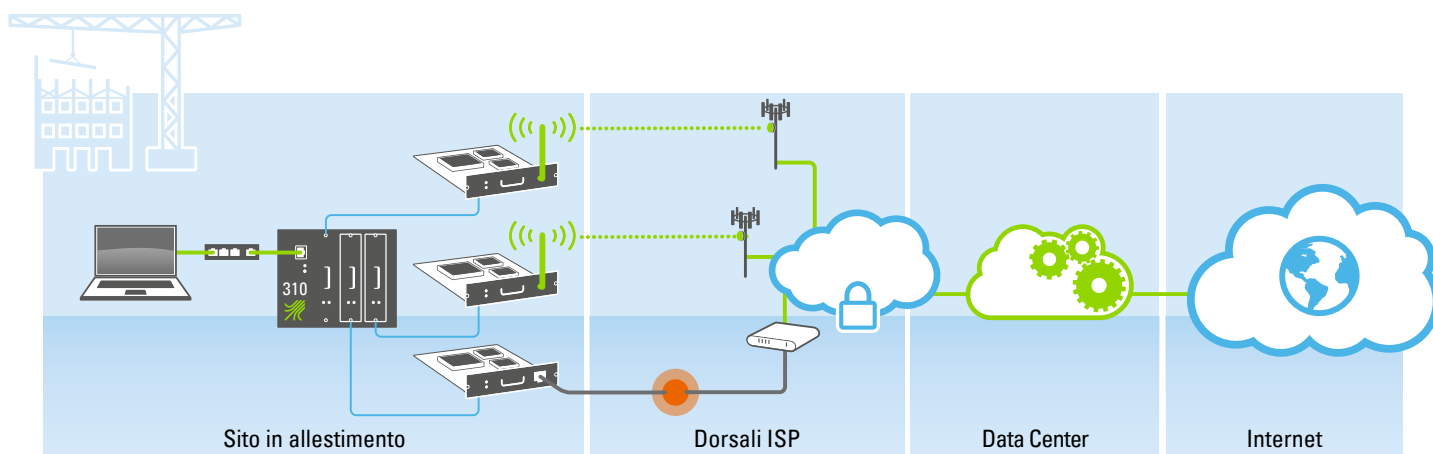 310
Sito in allestimento
Dorsali ISP
Data Center
Internet